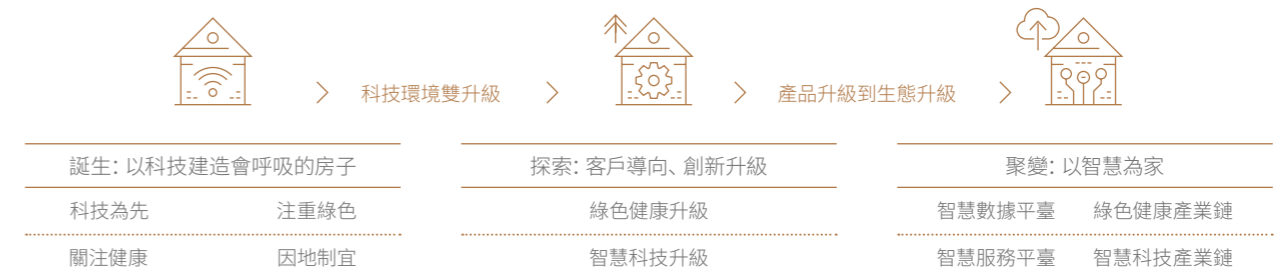 科技環境雙升級
產品升級到生態升級
誕生：以科技建造會呼吸的房子
科技為先 注重綠色
關注健康 因地制宜
探索：客戶導向、創新升級
綠色健康升級
智慧科技升級
聚變：以智慧為家
智慧數據平臺 綠色健康產業鏈
智慧服務平臺 智慧科技產業鏈